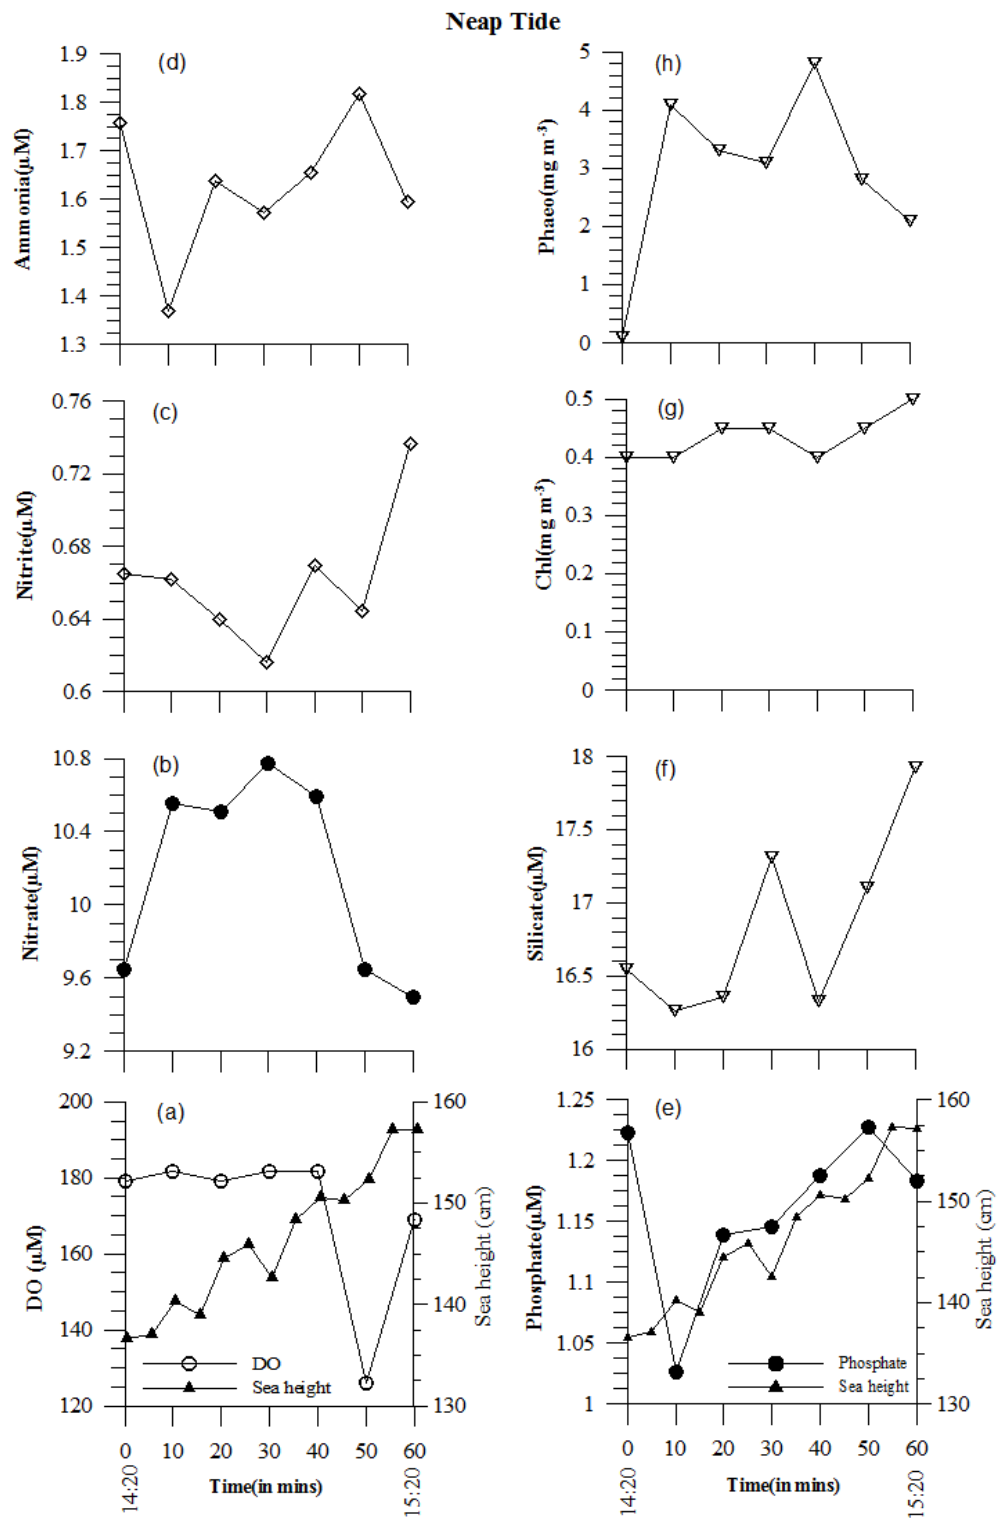 Neap Tide
(d)
Ammonia(µM)
1.9
1.8
1.7
1.6
1.5
1.4
1.3
(h)
Phaeo(mg m-3)
5
4
3
2
1
0
(c)
Nitrite(µM)
0.76
0.72
0.68
0.64
0.6
(g)
Chl(mg m-3)
0.5
0.4
0.3
0.2
0.1
0
(b)
Nitrate(µM)
10.8
10.4
10
9.6
9.2
(f)
Silicate(µM)
18
17.5
17
16.5
16
(a)
DO (µM)
200
180
160
140
120
160
150
140
130
Sea height (cm)
DO
Sea height
0 10 20 30 40 50 60
14:20 Time(in mins) 15:20
(e)
Phosphate(µM)
1.25
1.2
1.15
1.1
1.05
1
160
150
140
130
Sea height (cm)
Phosphate
Sea height
0 10 20 30 40 50 60
14:20 Time(in mins) 15:20